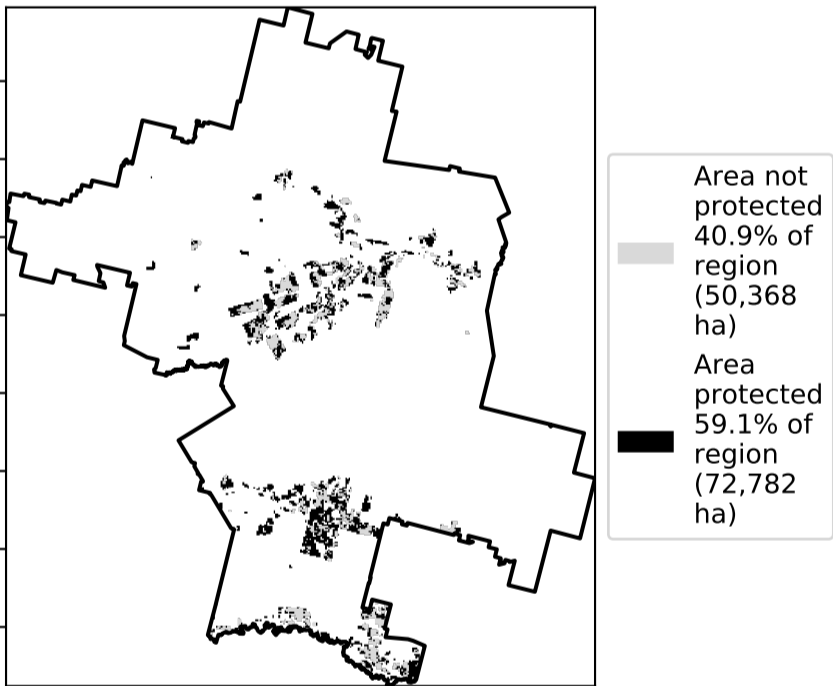 Area not
protected
40.9% of
region
(50,368
ha)
Area
protected
59.1% of
region
(72,782
ha)